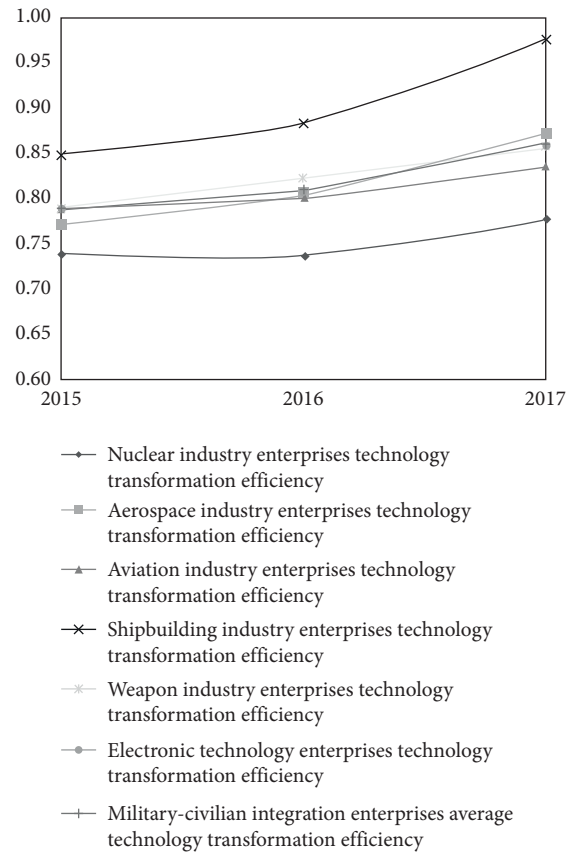 1.00
0.95
0.90
0.85
0.80
0.75
0.70
0.65
0.60
2015 2016 2017
Nuclear industry enterprises technology
transformation efficiency
Aerospace industry enterprises technology
transformation efficiency
Aviation industry enterprises technology
transformation efficiency
Shipbuilding industry enterprises technology
transformation efficiency
Weapon industry enterprises technology
transformation efficiency
Electronic technology enterprises technology
transformation efficiency
Military-civilian integration enterprises average
technology transformation efficiency